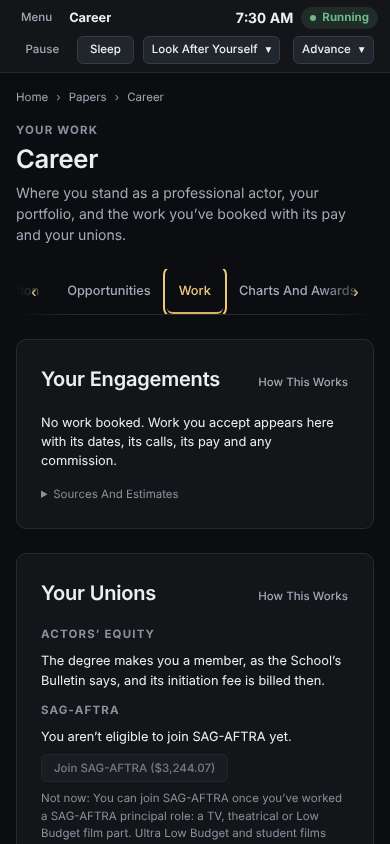 Menu Career 7:30 AM Running
Pause Sleep Look After Yourself ▾ Advance ▾
Home › Papers › Career
YOUR WORK
Career
Where you stand as a professional actor, your
portfolio, and the work you’ve booked with its pay
and your unions.
‹ Opportunities Work Charts And Awards ›
Your Engagements How This Works
No work booked. Work you accept appears here
with its dates, its calls, its pay and any
commission.
▶ Sources And Estimates
Your Unions How This Works
ACTORS’ EQUITY
The degree makes you a member, as the School’s
Bulletin says, and its initiation fee is billed then.
SAG-AFTRA
You aren’t eligible to join SAG-AFTRA yet.
Join SAG-AFTRA ($3,244.07)
Not now: You can join SAG-AFTRA once you’ve worked
a SAG-AFTRA principal role: a TV, theatrical or Low
Budget film part. Ultra Low Budget and student films